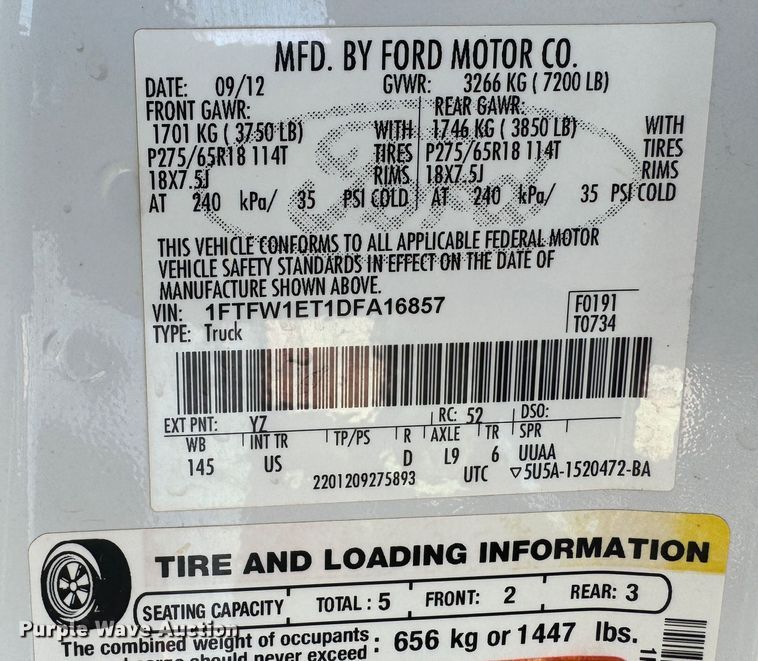 MFD. BY FORD MOTOR CO.
DATE: 09/12 GVWR: 3266 KG ( 7200 LB)
FRONT GAWR: REAR GAWR:
1701 KG ( 3750 LB) WITH 1746 KG ( 3850 LB) WITH
P275/65R18 114T TIRES P275/65R18 114T TIRES
18X7.5J RIMS 18X7.5J RIMS
AT 240 kPa/ 35 PSI COLD AT 240 kPa/ 35 PSI COLD
THIS VEHICLE CONFORMS TO ALL APPLICABLE FEDERAL MOTOR
VEHICLE SAFETY STANDARDS IN EFFECT ON THE DATE OF
MANUFACTURE SHOWN ABOVE.
VIN: 1FTFW1ET1DFA16857 F0191
TYPE: Truck T0734
EXT PNT: YZ RC: 52 DSO:
WB INT TR TP/PS R AXLE TR SPR
145 US D L9 6 UUAA
2201209275893 UTC ▽5U5A-1520472-BA
TIRE AND LOADING INFORMATION
SEATING CAPACITY TOTAL : 5 FRONT: 2 REAR: 3
The combined weight of occupants : 656 kg or 1447 lbs.
should never exceed
Purple Wave Auction